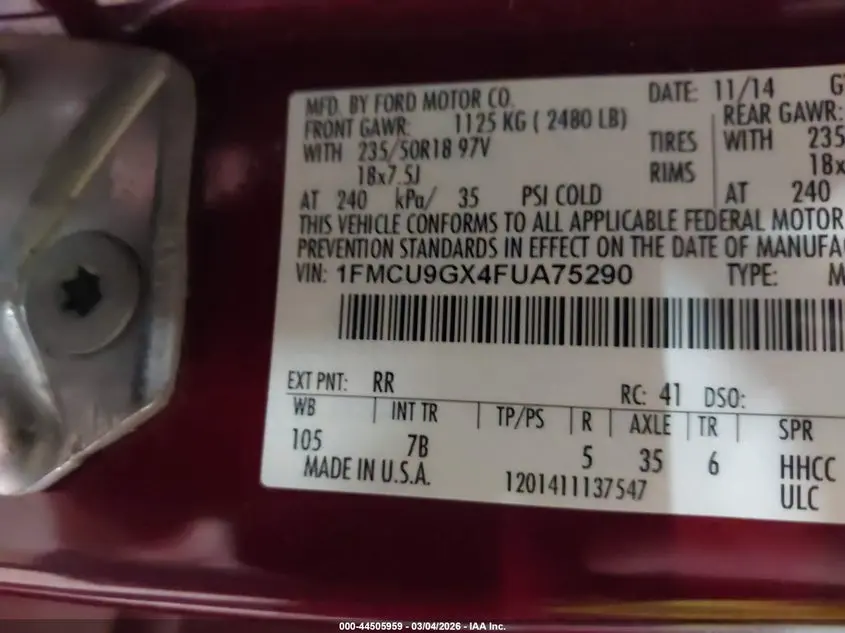 MFD. BY FORD MOTOR CO.
DATE: 11/14
FRONT GAWR: 1125 KG ( 2480 LB)
REAR GAWR:
WITH 235/50R18 97V
TIRES
WITH 235
18x7.5J
RIMS
18x
AT 240 kPa/ 35 PSI COLD
AT 240
THIS VEHICLE CONFORMS TO ALL APPLICABLE FEDERAL MOTOR
PREVENTION STANDARDS IN EFFECT ON THE DATE OF
VIN: 1FMCU9GX4FUA75290 TYPE:
EXT PNT: RR
RC: 41 DSO:
WB INT TR TP/PS R AXLE TR SPR
105 7B 5 35 6 HHCC
MADE IN U.S.A. 1201411137547 ULC
000-44505959 - 03/04/2026 - IAA Inc.